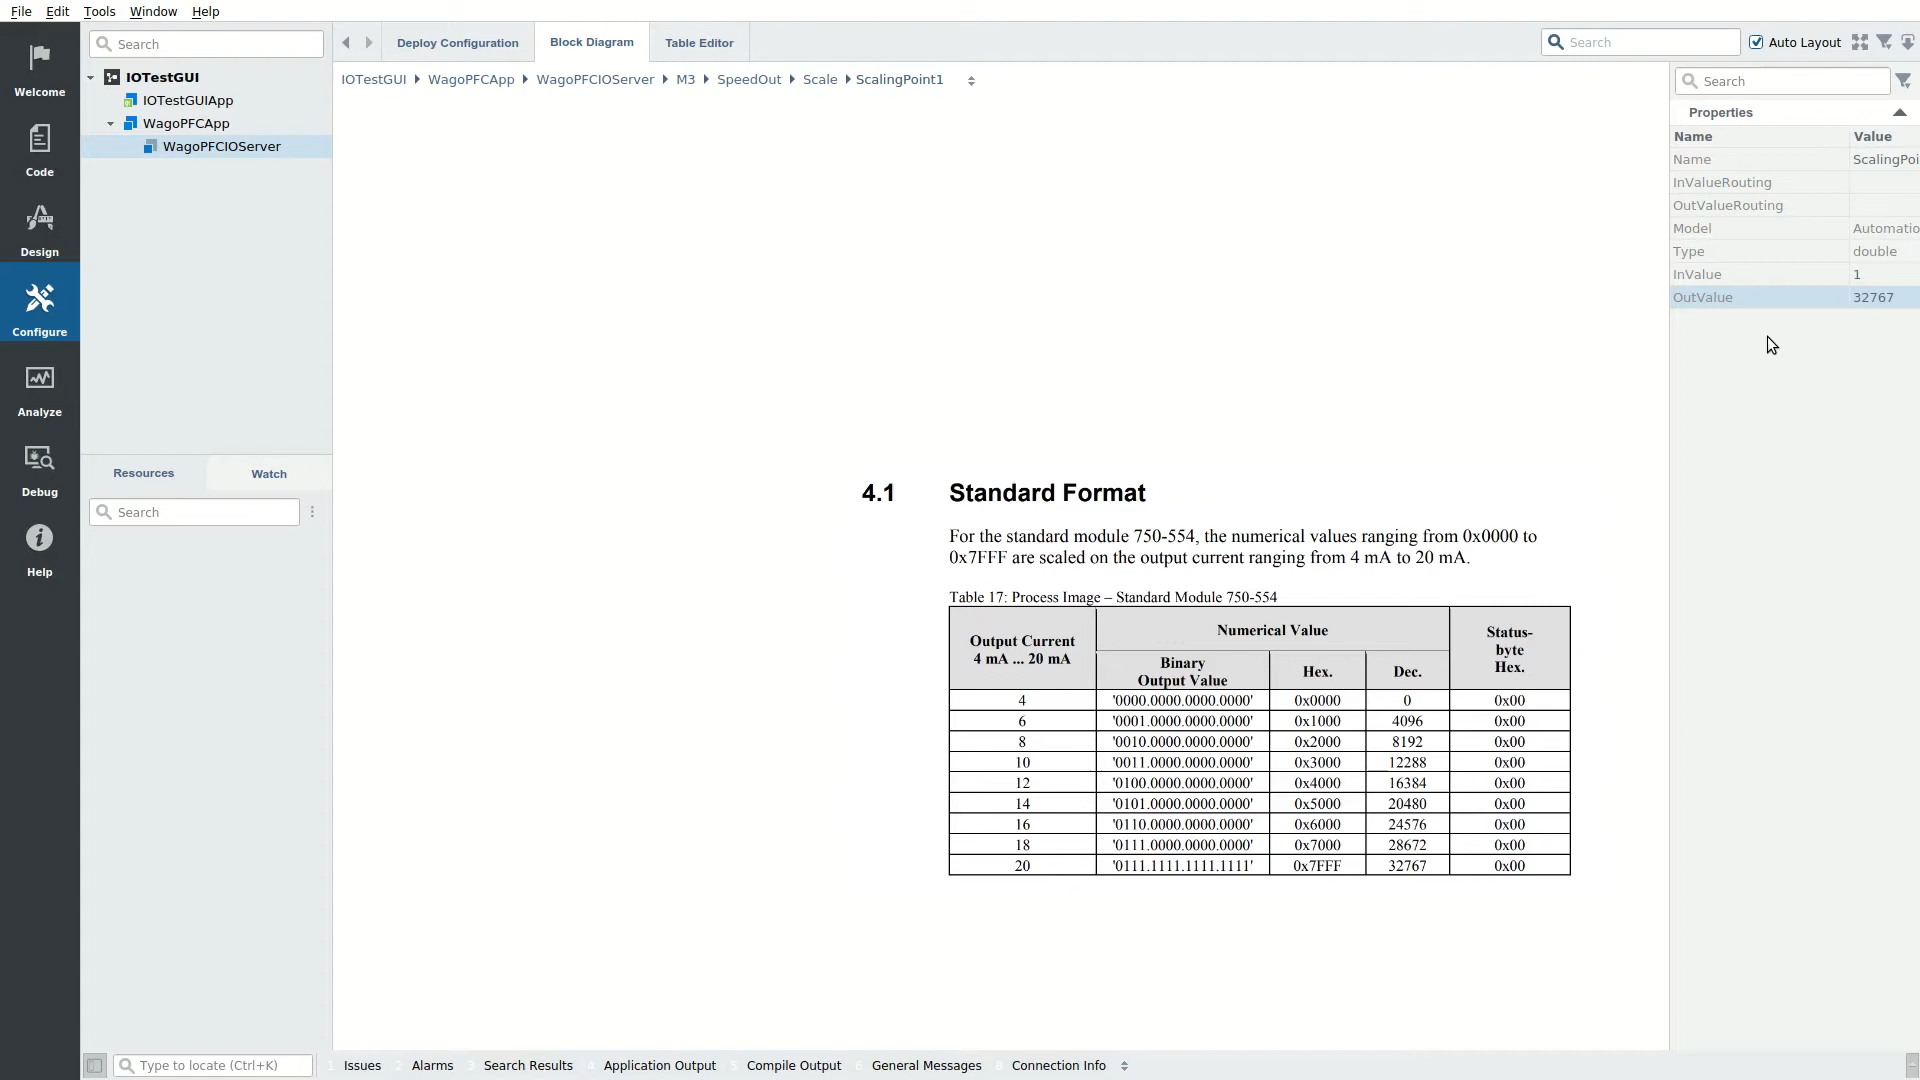 File Edit Tools Window Help
Welcome
Code
Design
Configure
Analyze
Debug
Help
Search
IOTestGUI
IOTestGUIApp
WagoPFCApp
WagoPFCIOServer
Resources Watch
Search
Deploy Configuration Block Diagram Table Editor
Search Auto Layout
IOTestGUI WagoPFCApp WagoPFCIOServer M3 SpeedOut Scale ScalingPoint1
4.1 Standard Format
For the standard module 750-554, the numerical values ranging from 0x0000 to
0x7FFF are scaled on the output current ranging from 4 mA to 20 mA.
Table 17: Process Image – Standard Module 750-554
Output Current
4 mA ... 20 mA
Numerical Value
Binary
Output Value
Hex. Dec.
Status-
byte
Hex.
4 '0000.0000.0000.0000' 0x0000 0 0x00
6 '0001.0000.0000.0000' 0x1000 4096 0x00
8 '0010.0000.0000.0000' 0x2000 8192 0x00
10 '0011.0000.0000.0000' 0x3000 12288 0x00
12 '0100.0000.0000.0000' 0x4000 16384 0x00
14 '0101.0000.0000.0000' 0x5000 20480 0x00
16 '0110.0000.0000.0000' 0x6000 24576 0x00
18 '0111.0000.0000.0000' 0x7000 28672 0x00
20 '0111.1111.1111.1111' 0x7FFF 32767 0x00
Search
Properties
Name Value
Name ScalingPoi
InValueRouting
OutValueRouting
Model Automatio
Type double
InValue 1
OutValue 32767
Type to locate (Ctrl+K) 1 Issues 2 Alarms 3 Search Results 4 Application Output 5 Compile Output 6 General Messages 8 Connection Info